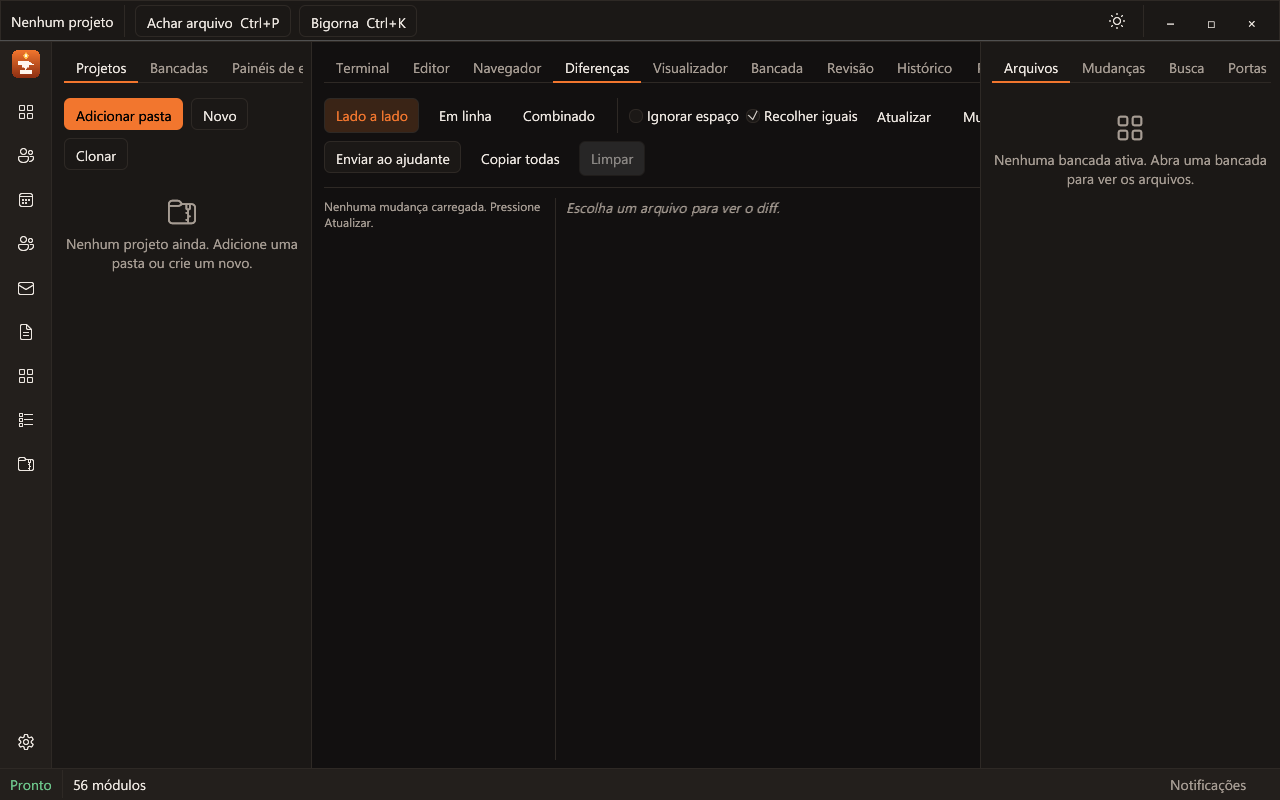 Nenhum projeto
Achar arquivo Ctrl+P
Bigorna Ctrl+K
Projetos
Bancadas
Painéis de e
Adicionar pasta
Novo
Clonar
Nenhum projeto ainda. Adicione uma
pasta ou crie um novo.
Terminal
Editor
Navegador
Diferenças
Visualizador
Bancada
Revisão
Histórico
Lado a lado
Em linha
Combinado
Ignorar espaço
Recolher iguais
Atualizar
Mu
Enviar ao ajudante
Copiar todas
Limpar
Nenhuma mudança carregada. Pressione
Atualizar.
Escolha um arquivo para ver o diff.
Arquivos
Mudanças
Busca
Portas
Nenhuma bancada ativa. Abra uma bancada
para ver os arquivos.
Pronto
56 módulos
Notificações